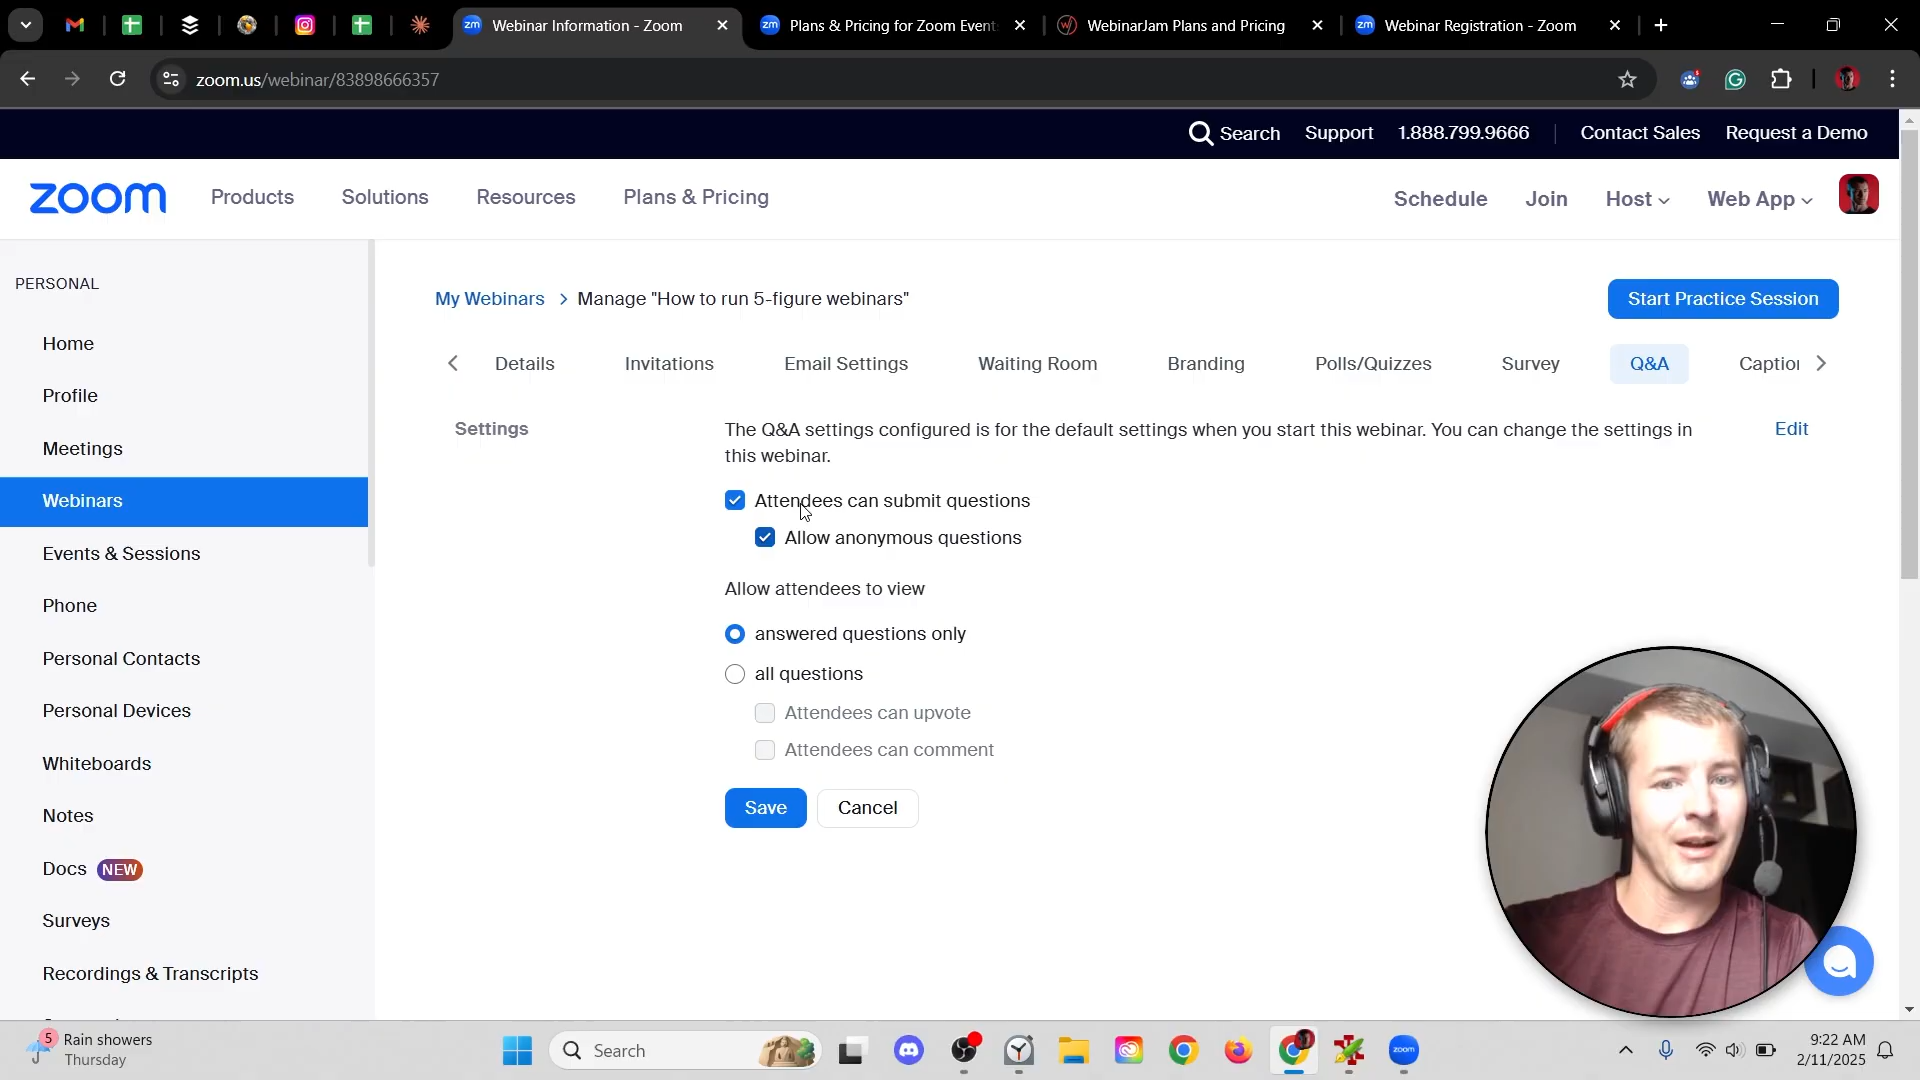 Webinar Information - Zoom
Plans & Pricing for Zoom Event
WebinarJam Plans and Pricing
Webinar Registration - Zoom
zoom.us/webinar/83898666357
Search
Support
1.888.799.9666
Contact Sales
Request a Demo
zoom
Products
Solutions
Resources
Plans & Pricing
Schedule
Join
Host
Web App
PERSONAL
Home
Profile
Meetings
Webinars
Events & Sessions
Phone
Personal Contacts
Personal Devices
Whiteboards
Notes
Docs NEW
Surveys
Recordings & Transcripts
My Webinars > Manage "How to run 5-figure webinars"
Start Practice Session
Details
Invitations
Email Settings
Waiting Room
Branding
Polls/Quizzes
Survey
Q&A
Captio
Settings
The Q&A settings configured is for the default settings when you start this webinar. You can change the settings in
this webinar.
Edit
Attendees can submit questions
Allow anonymous questions
Allow attendees to view
answered questions only
all questions
Attendees can upvote
Attendees can comment
Save
Cancel
5
Rain showers
Thursday
Search
zoom
9:22 AM
2/11/2025